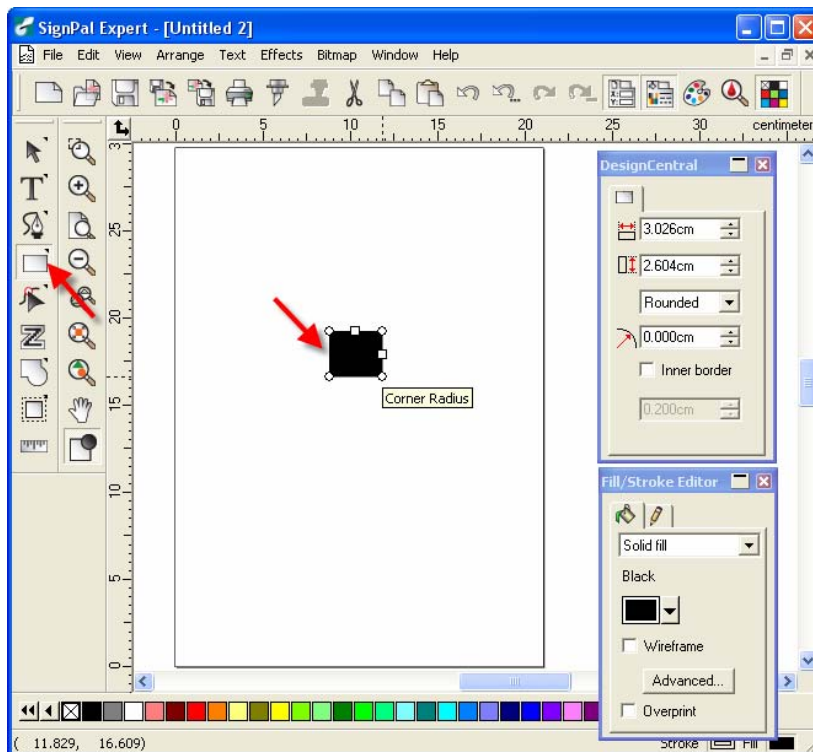 SignPal Expert - [Untitled 2]
File Edit View Arrange Text Effects Bitmap Window Help
0 5 10 15 20 25 30 centimeter
DesignCentral
3.026cm
2.604cm
Rounded
0.000cm
Inner border
0.200cm
Corner Radius
Fill/Stroke Editor
Solid fill
Black
Wireframe
Advanced...
Overprint
3
25
20
15
10
5
0
( 11.829, 16.609)
Stroke Fill